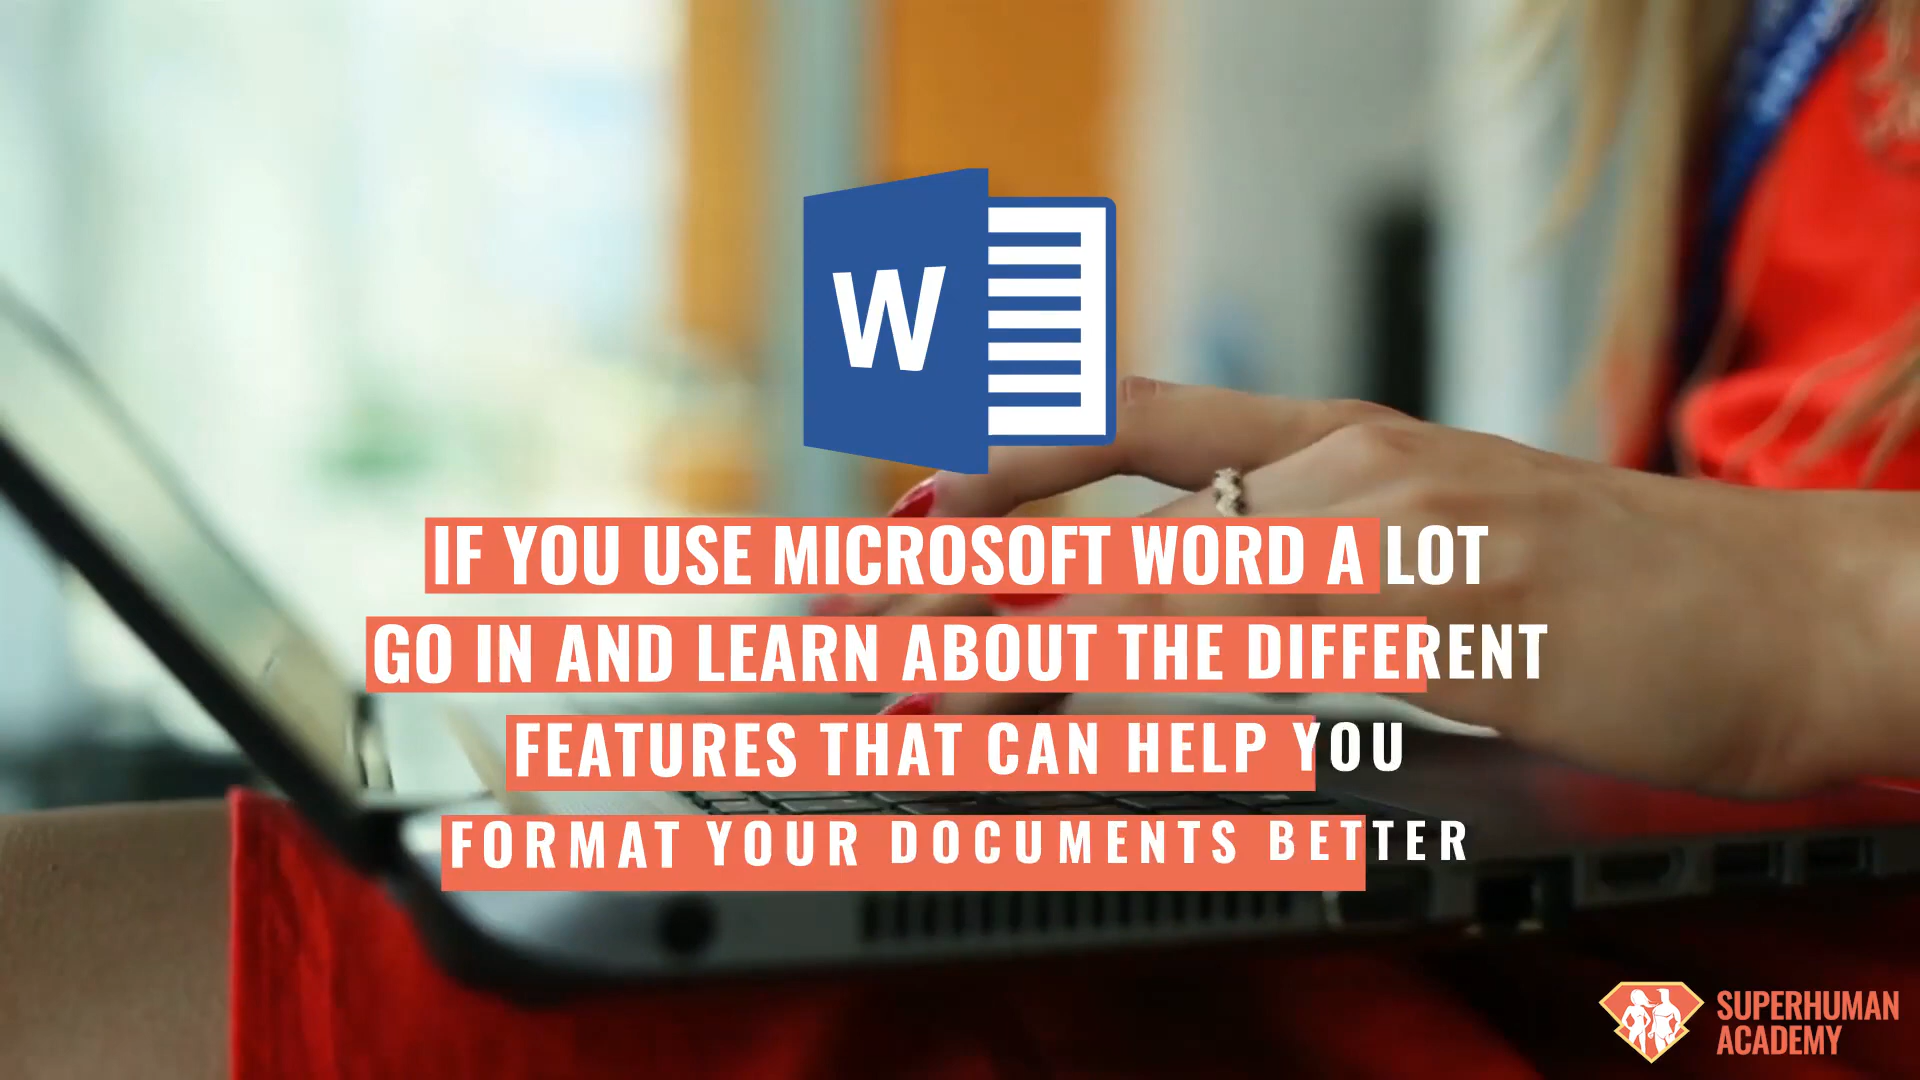 W
IF YOU USE MICROSOFT WORD A LOT
GO IN AND LEARN ABOUT THE DIFFERENT
FEATURES THAT CAN HELP YOU
FORMAT YOUR DOCUMENTS BETTER
SUPERHUMAN
ACADEMY